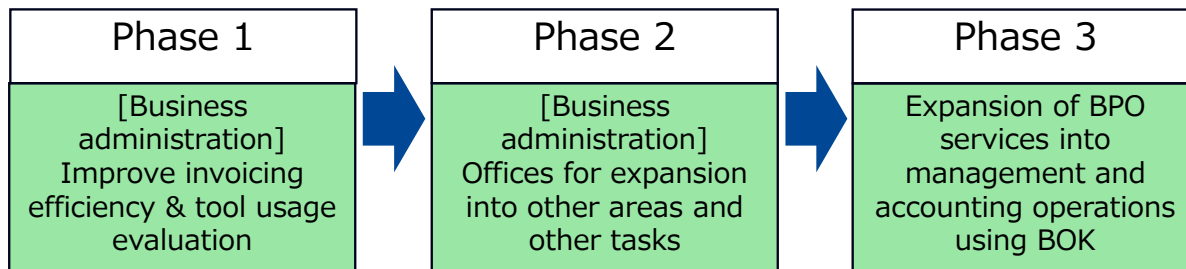 Phase 1
[Business
administration]
Improve invoicing
efficiency & tool usage
evaluation
Phase 2
[Business
administration]
Offices for expansion
into other areas and
other tasks
Phase 3
Expansion of BPO
services into
management and
accounting operations
using BOK